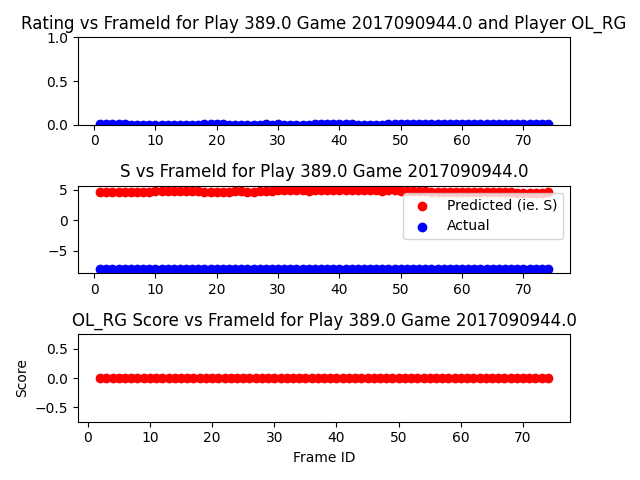 Rating vs FrameId for Play 389.0 Game 2017090944.0 and Player OL_RG
1.0
0.5
0.0
0 10 20 30 40 50 60 70
S vs FrameId for Play 389.0 Game 2017090944.0
5
0
−5
Predicted (ie. S)
Actual
0 10 20 30 40 50 60 70
OL_RG Score vs FrameId for Play 389.0 Game 2017090944.0
Score
0.5
0.0
−0.5
0 10 20 30 40 50 60 70
Frame ID